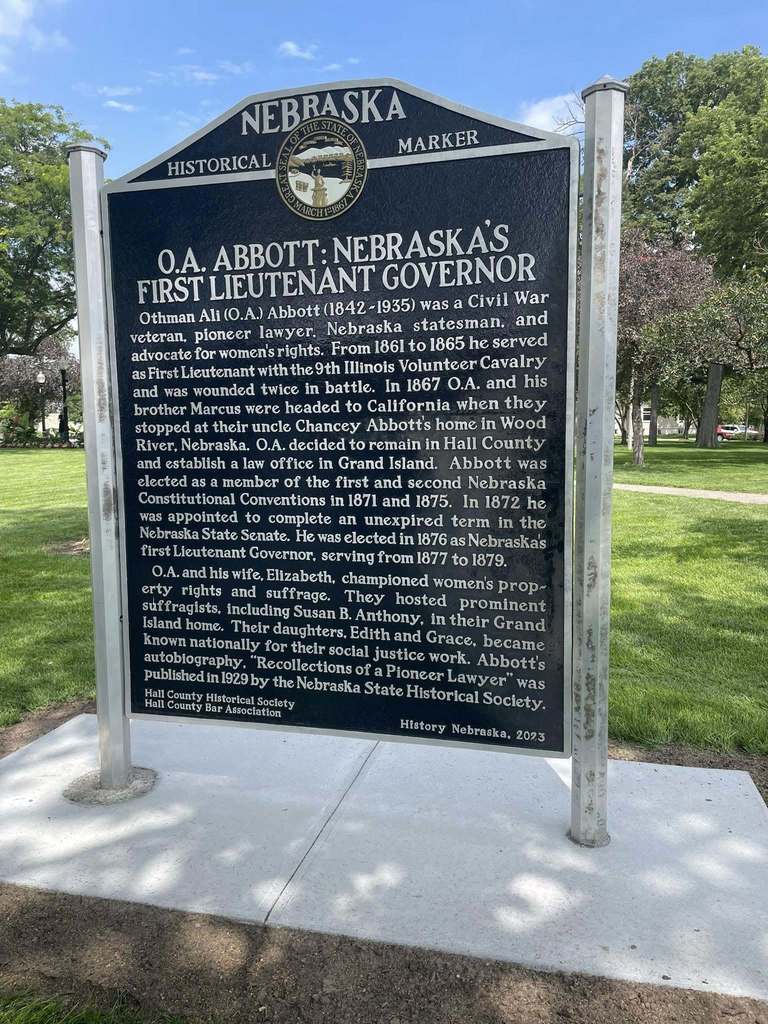 NEBRASKA
HISTORICAL MARKER
GREAT SEAL OF THE STATE OF NEBRASKA
MARCH 1ST 1867
O.A. ABBOTT: NEBRASKA'S
FIRST LIEUTENANT GOVERNOR
Othman Ali (O.A.) Abbott (1842-1935) was a Civil War
veteran, pioneer lawyer, Nebraska statesman, and
advocate for women's rights. From 1861 to 1865 he served
as First Lieutenant with the 9th Illinois Volunteer Cavalry
and was wounded twice in battle. In 1867 O.A. and his
brother Marcus were headed to California when they
stopped at their uncle Chancey Abbott's home in Wood
River, Nebraska. O.A. decided to remain in Hall County
and establish a law office in Grand Island. Abbott was
elected as a member of the first and second Nebraska
Constitutional Conventions in 1871 and 1875. In 1872 he
was appointed to complete an unexpired term in the
Nebraska State Senate. He was elected in 1876 as Nebraska's
first Lieutenant Governor, serving from 1877 to 1879.
O.A. and his wife, Elizabeth, championed women's prop-
erty rights and suffrage. They hosted prominent
suffragists, including Susan B. Anthony, in their Grand
Island home. Their daughters, Edith and Grace, became
known nationally for their social justice work. Abbott's
autobiography, "Recollections of a Pioneer Lawyer" was
published in 1929 by the Nebraska State Historical Society.
Hall County Historical Society
Hall County Bar Association
History Nebraska, 2023